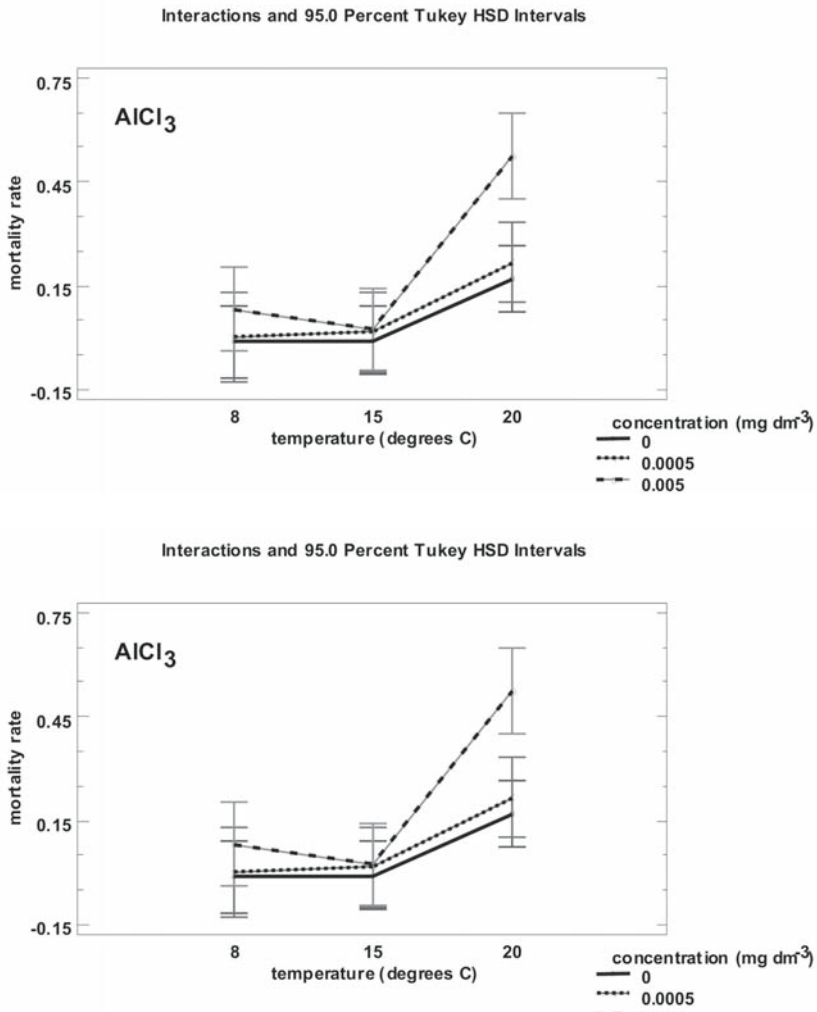 Interactions and 95.0 Percent Tukey HSD Intervals
0.75
AlCl3
0.45
mortality rate
0.15
-0.15
8 15 20
temperature (degrees C)
concentration (mg dm-3)
0
0.0005
0.005
Interactions and 95.0 Percent Tukey HSD Intervals
0.75
AlCl3
0.45
mortality rate
0.15
-0.15
8 15 20
temperature (degrees C)
concentration (mg dm-3)
0
0.0005